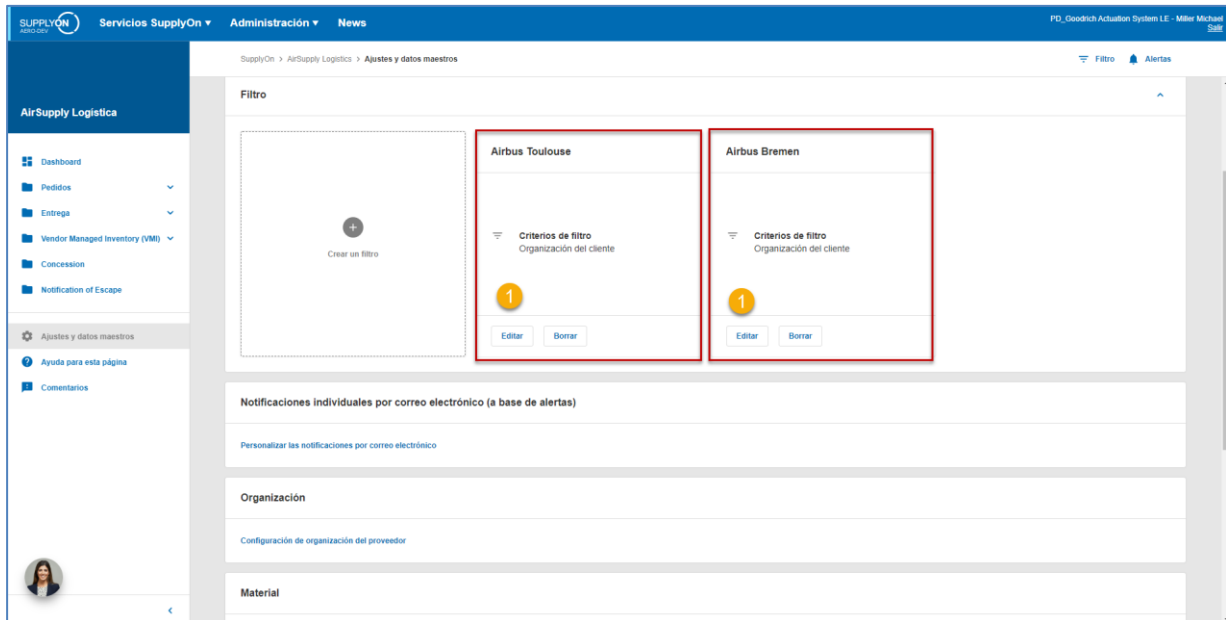 SUPPLYON
AERO-DEV
Servicios SupplyOn ▾ Administración ▾ News
PD_Goodrich Actuation System LE - Miller Michael
Salir
SupplyOn > AirSupply Logistics > Ajustes y datos maestros
Filtro Alertas
AirSupply Logística
Dashboard
Pedidos
Entrega
Vendor Managed Inventory (VMI)
Concession
Notification of Escape
Ajustes y datos maestros
Ayuda para esta página
Comentarios
Filtro
Crear un filtro
Airbus Toulouse
Criterios de filtro
Organización del cliente
1
Editar Borrar
Airbus Bremen
Criterios de filtro
Organización del cliente
1
Editar Borrar
Notificaciones individuales por correo electrónico (a base de alertas)
Personalizar las notificaciones por correo electrónico
Organización
Configuración de organización del proveedor
Material